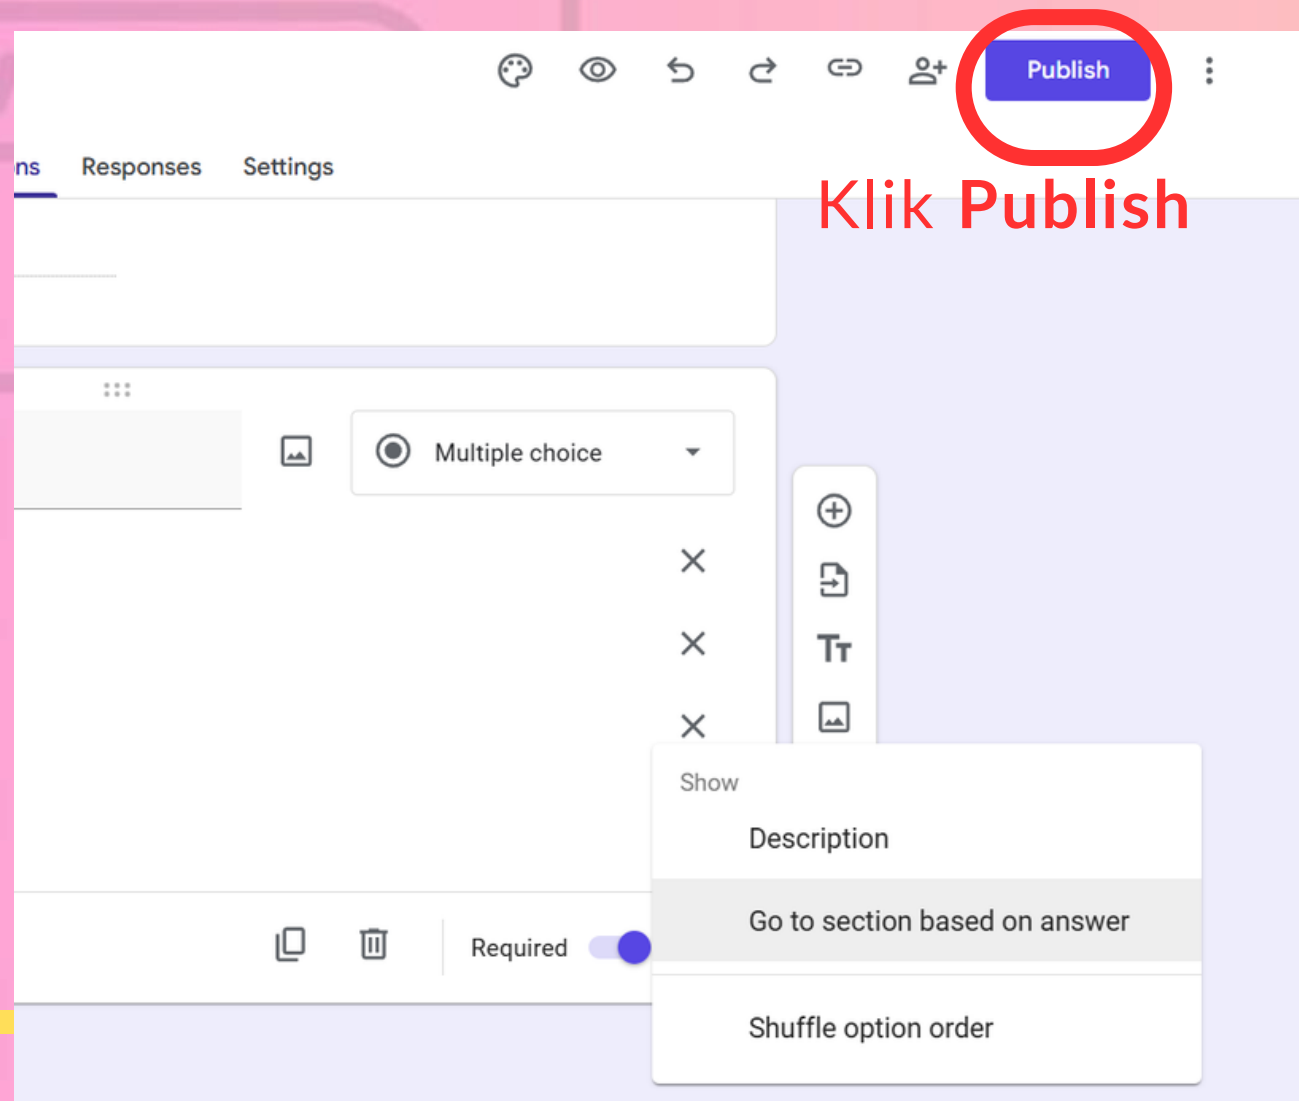 Publish
ns Responses Settings
Klik Publish
Multiple choice
Show
Description
Go to section based on answer
Required
Shuffle option order